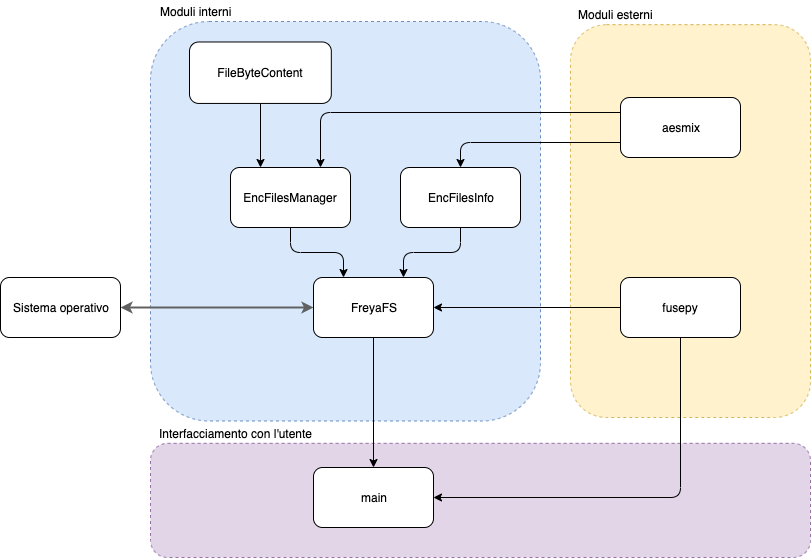 Moduli interni
Moduli esterni
FileByteContent
aesmix
EncFilesManager
EncFilesInfo
Sistema operativo
FreyaFS
fusepy
Interfacciamento con l'utente
main